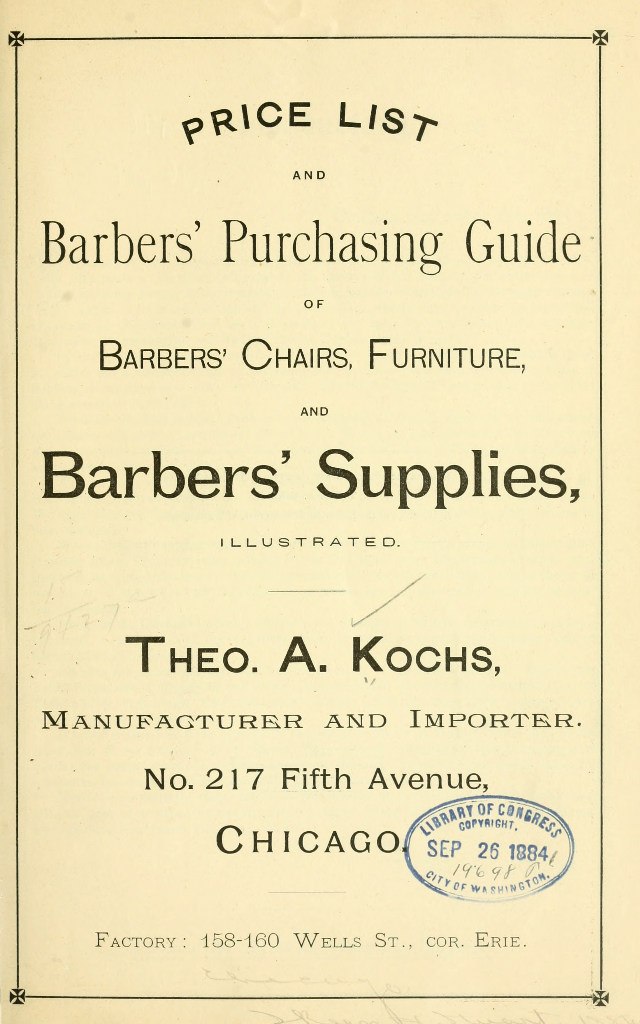 PRICE LIST
AND
Barbers' Purchasing Guide
OF
BARBERS' CHAIRS, FURNITURE,
AND
Barbers' Supplies,
ILLUSTRATED.
THEO. A. KOCHS,
MANUFACTURER AND IMPORTER.
No. 217 Fifth Avenue,
CHICAGO.
LIBRARY OF CONGRESS
COPYRIGHT.
SEP 26 1884
19698
CITY OF WASHINGTON.
FACTORY: 158-160 WELLS ST., COR. ERIE.